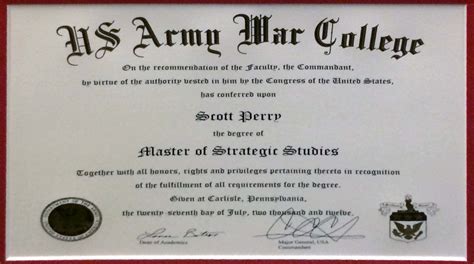 US Army War College
On the recommendation of the Faculty, the Commandant,
by virtue of the authority vested in him by the Congress of the United States,
has conferred upon
Scott Perry
the degree of
Master of Strategic Studies
Together with all honors, rights and privileges pertaining thereto in recognition
of the fulfillment of all requirements for the degree.
Given at Carlisle, Pennsylvania,
the twenty-seventh day of July, two thousand and twelve.
Dean of Academics
Major General, USA
Commandant